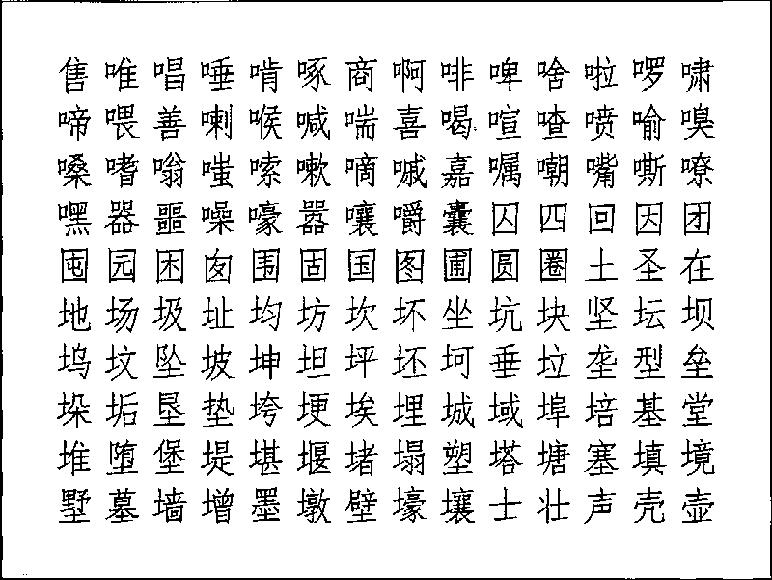 售唯唱唾啃啄商啊啡啤啥啦啰啸
啼喂善喇喉喊喘喜喝喧喳喷喻嗅
嗓嗜嗡嗤嗦嗽嘀嘁嘉嘱嘲嘴嘶嘹
嘿器噩噪嚎嚣嚷嚼囊囚四回因团
囤园困囱围固国图圃圆圈土圣在
地场圾址均坊坎坏坐坑块坚坛坝
坞坟坠坡坤坦坪坯坷垂垃垄型垒
垛垢垦垫垮埂埃埋城域埠培基堂
堆堕堡堤堪堰堵塌塑塔塘塞填境
墅墓墙增墨墩壁壕壤士壮声壳壶